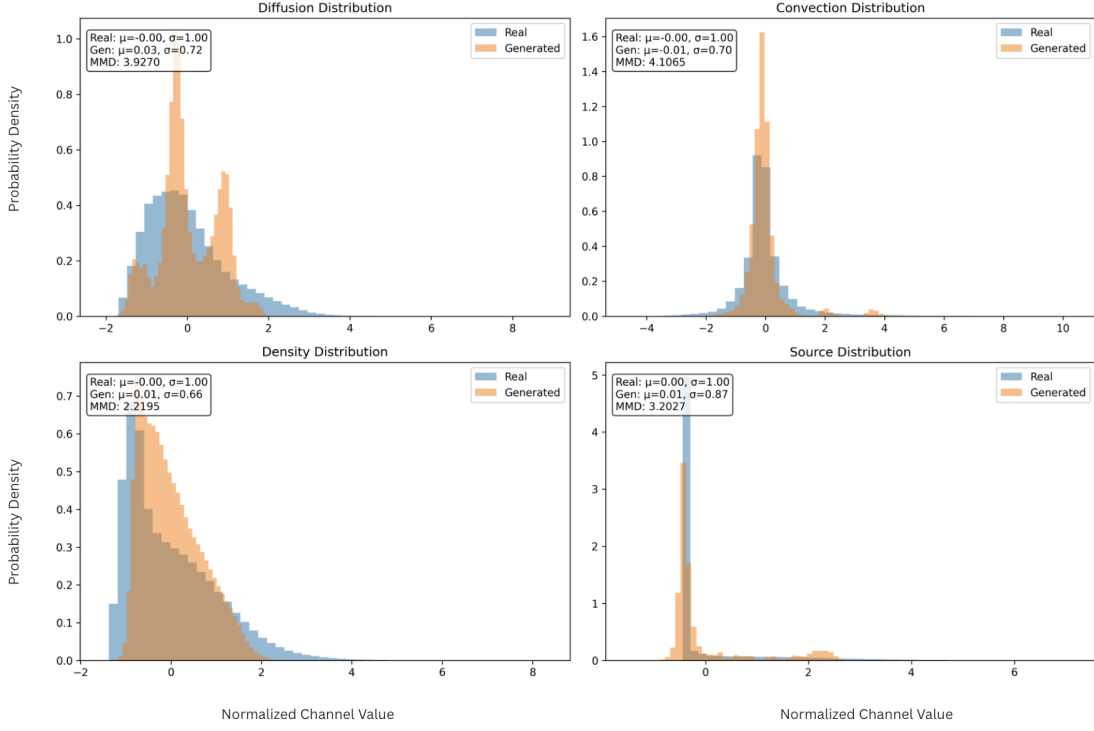 Diffusion Distribution
Real: μ=-0.00, σ=1.00
Gen: μ=0.03, σ=0.72
MMD: 3.9270
Real
Generated
1.0
0.8
0.6
0.4
0.2
0.0
−2 0 2 4 6 8
Probability Density
Convection Distribution
Real: μ=-0.00, σ=1.00
Gen: μ=-0.01, σ=0.70
MMD: 4.1065
Real
Generated
1.6
1.4
1.2
1.0
0.8
0.6
0.4
0.2
0.0
−4 −2 0 2 4 6 8 10
Density Distribution
Real: μ=-0.00, σ=1.00
Gen: μ=0.01, σ=0.66
MMD: 2.2195
Real
Generated
0.7
0.6
0.5
0.4
0.3
0.2
0.1
0.0
−2 0 2 4 6 8
Probability Density
Normalized Channel Value
Source Distribution
Real: μ=0.00, σ=1.00
Gen: μ=0.01, σ=0.87
MMD: 3.2027
Real
Generated
5
4
3
2
1
0
0 2 4 6
Normalized Channel Value